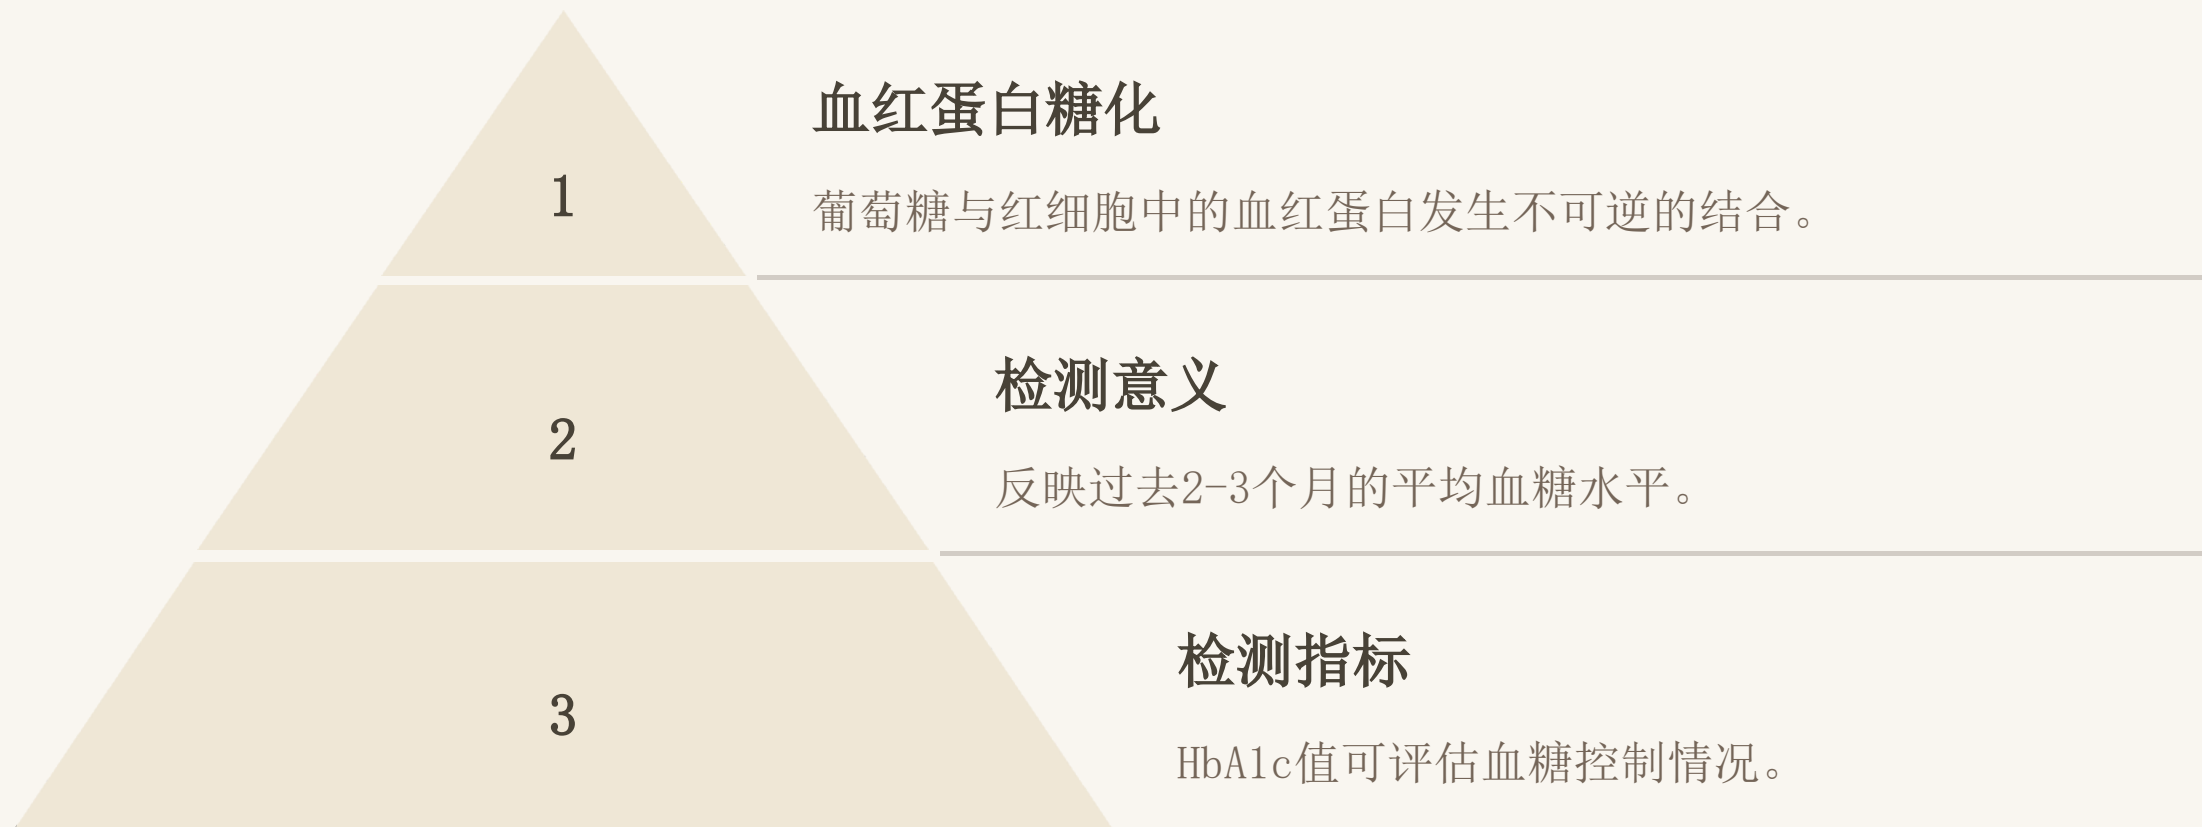 1
血红蛋白糖化
葡萄糖与红细胞中的血红蛋白发生不可逆的结合。
2
检测意义
反映过去2-3个月的平均血糖水平。
3
检测指标
HbA1c值可评估血糖控制情况。